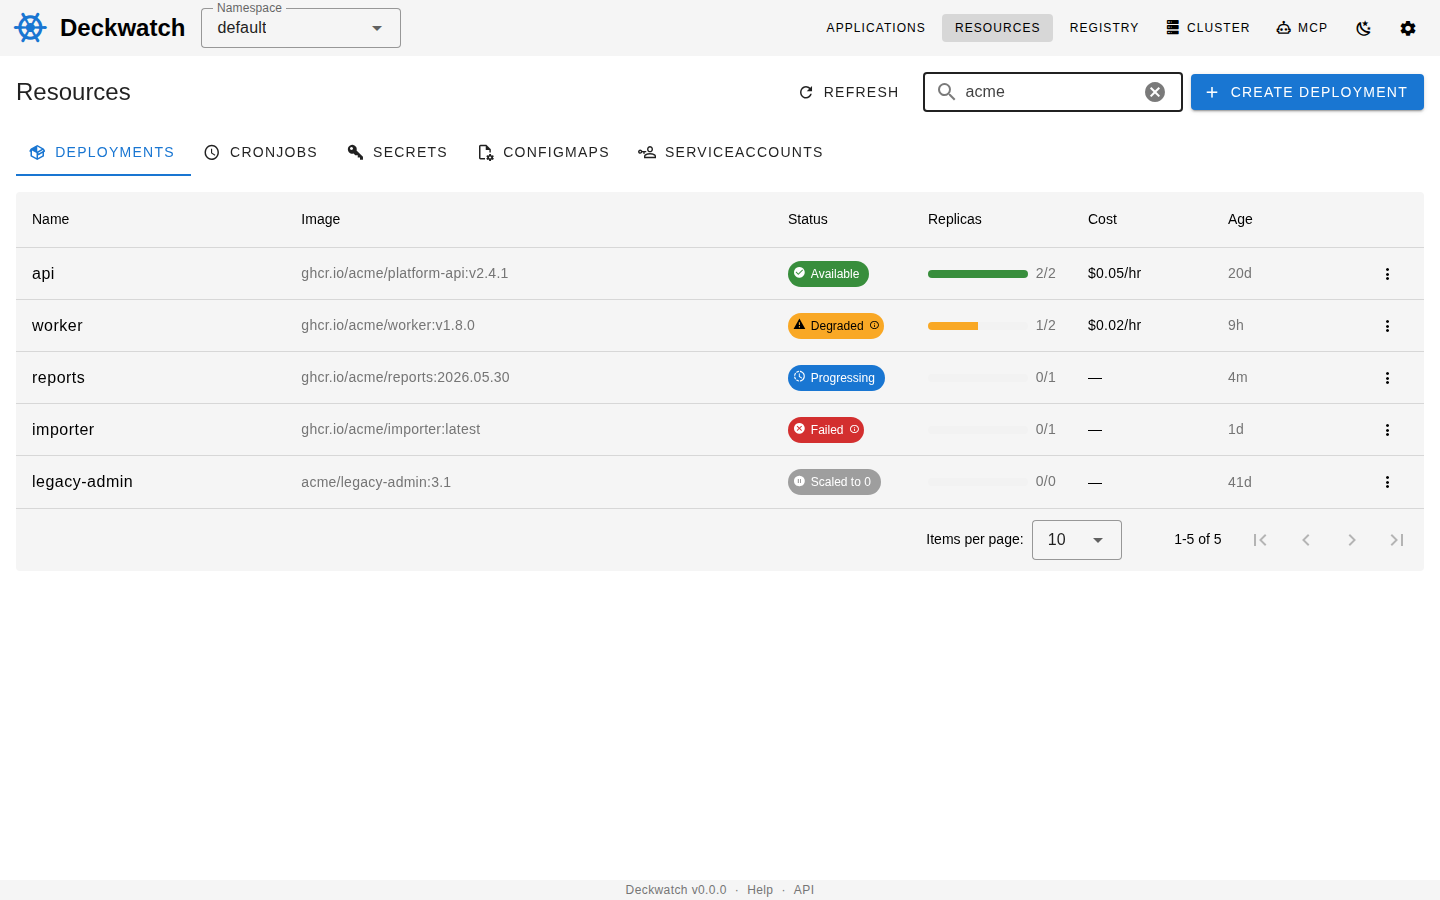 Deckwatch
Namespace
default
APPLICATIONS
RESOURCES
REGISTRY
CLUSTER
MCP
Resources
REFRESH
acme
CREATE DEPLOYMENT
DEPLOYMENTS
CRONJOBS
SECRETS
CONFIGMAPS
SERVICEACCOUNTS
Name Image Status Replicas Cost Age
api ghcr.io/acme/platform-api:v2.4.1 Available 2/2 $0.05/hr 20d
worker ghcr.io/acme/worker:v1.8.0 Degraded 1/2 $0.02/hr 9h
reports ghcr.io/acme/reports:2026.05.30 Progressing 0/1 — 4m
importer ghcr.io/acme/importer:latest Failed 0/1 — 1d
legacy-admin acme/legacy-admin:3.1 Scaled to 0 0/0 — 41d
Items per page: 10 1-5 of 5
Deckwatch v0.0.0 · Help · API